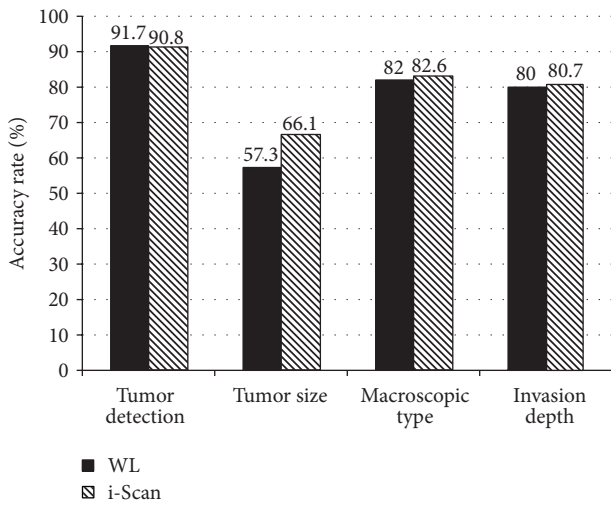 Accuracy rate (%)
100
90
80
70
60
50
40
30
20
10
0
91.7 90.8
57.3 66.1
82 82.6
80 80.7
Tumor
detection
Tumor size
Macroscopic
type
Invasion
depth
WL
i-Scan